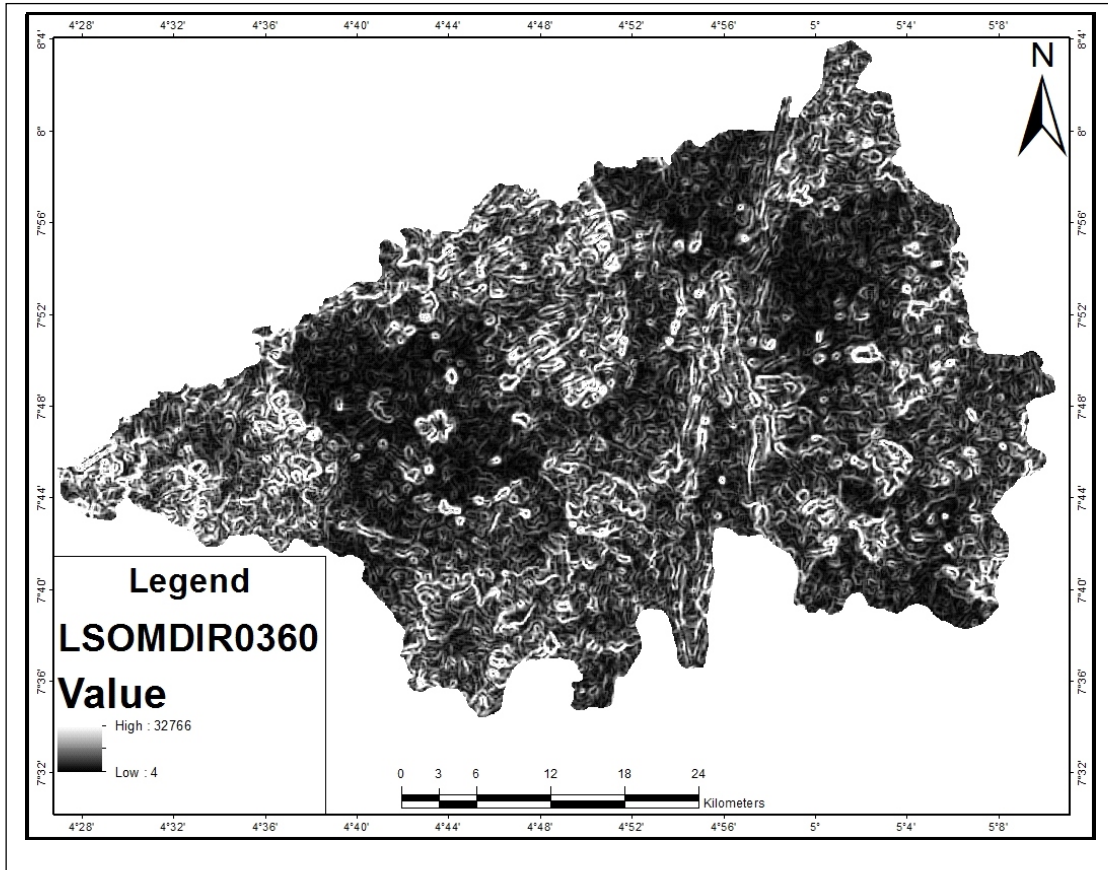 4°28' 4°32' 4°36' 4°40' 4°44' 4°48' 4°52' 4°56' 5° 5°4' 5°8'
8°4' 8°4'
N
8° 8°
7°56' 7°56'
7°52' 7°52'
7°48' 7°48'
7°44' 7°44'
7°40' 7°40'
7°36' 7°36'
7°32' 7°32'
Legend
LSOMDIR0360
Value
High : 32766
Low : 4
0 3 6 12 18 24
Kilometers
4°28' 4°32' 4°36' 4°40' 4°44' 4°48' 4°52' 4°56' 5° 5°4' 5°8'